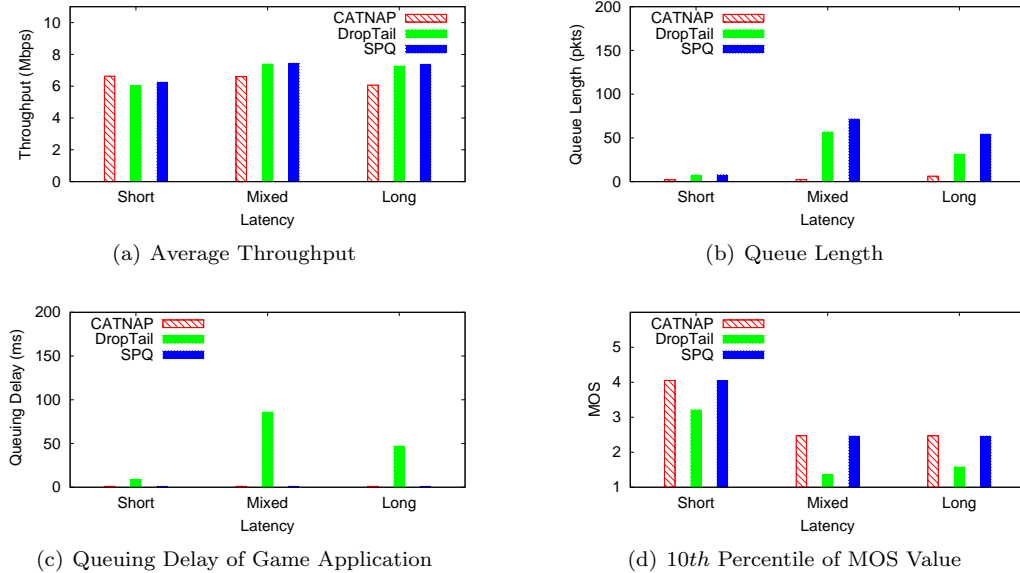 CATNAP
DropTail
SPQ
10
8
6
4
2
0
Throughput (Mbps)
Short Mixed Long
Latency
(a) Average Throughput
CATNAP
DropTail
SPQ
200
150
100
50
0
Queue Length (pkts)
Short Mixed Long
Latency
(b) Queue Length
CATNAP
DropTail
SPQ
200
150
100
50
0
Queuing Delay (ms)
Short Mixed Long
Latency
(c) Queuing Delay of Game Application
CATNAP
DropTail
SPQ
5
4
3
2
1
MOS
Short Mixed Long
Latency
(d) 10th Percentile of MOS Value